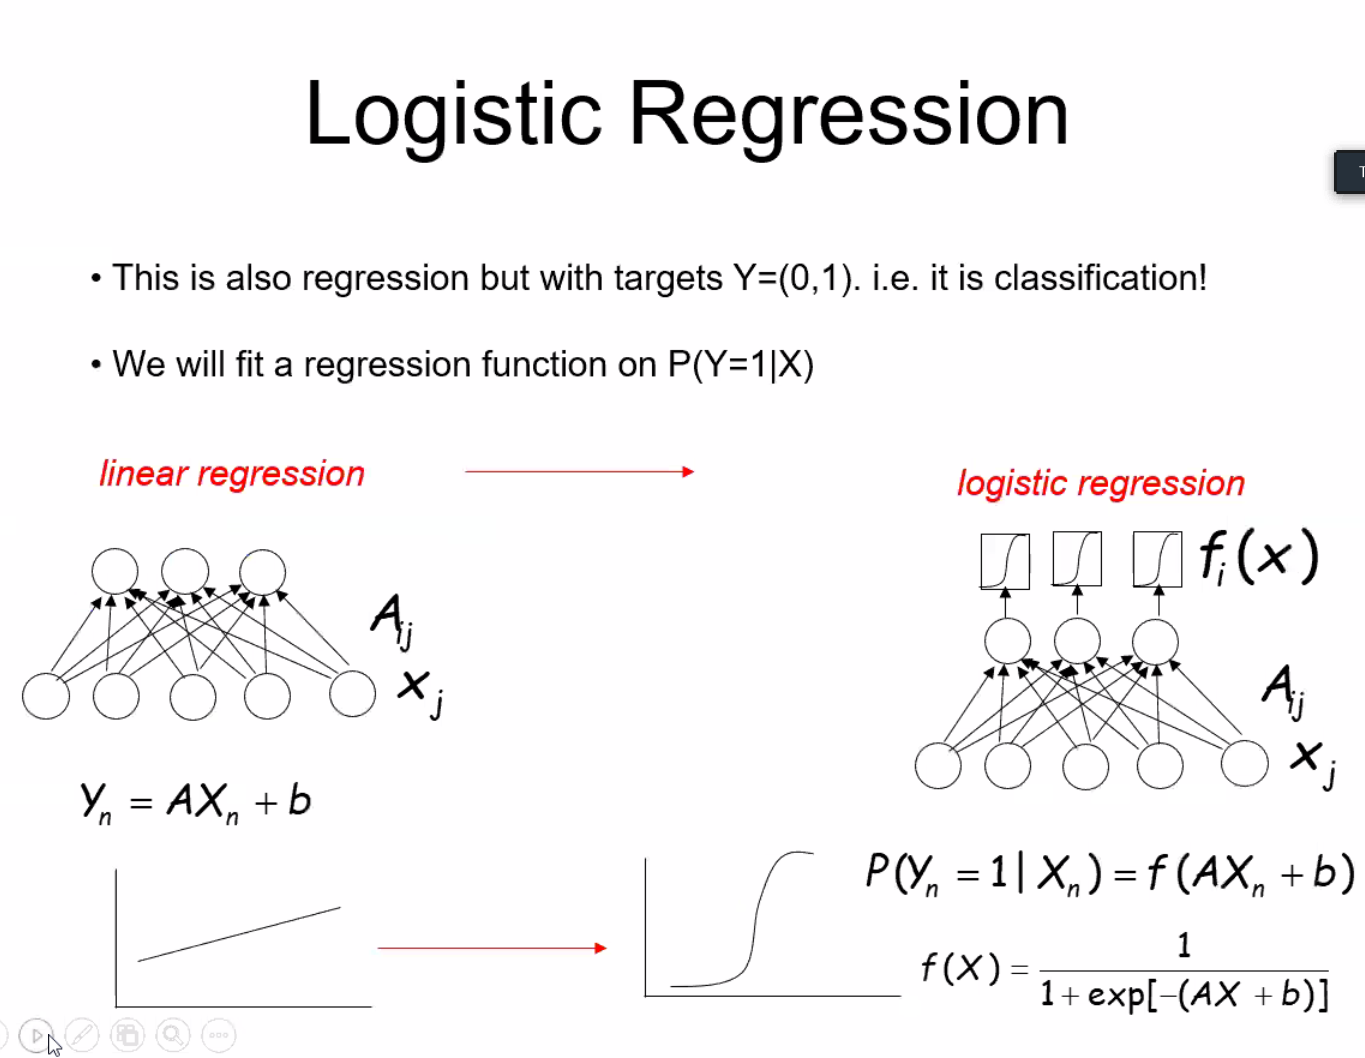 Logistic Regression
T
• This is also regression but with targets Y=(0,1). i.e. it is classification!
• We will fit a regression function on P(Y=1|X)
linear regression
logistic regression
f_i(x)
A_ij
x_j
A_ij
x_j
Y_n = AX_n + b
P(Y_n = 1 | X_n) = f(AX_n + b)
f(X) = 1 / 1 + exp[−(AX + b)]